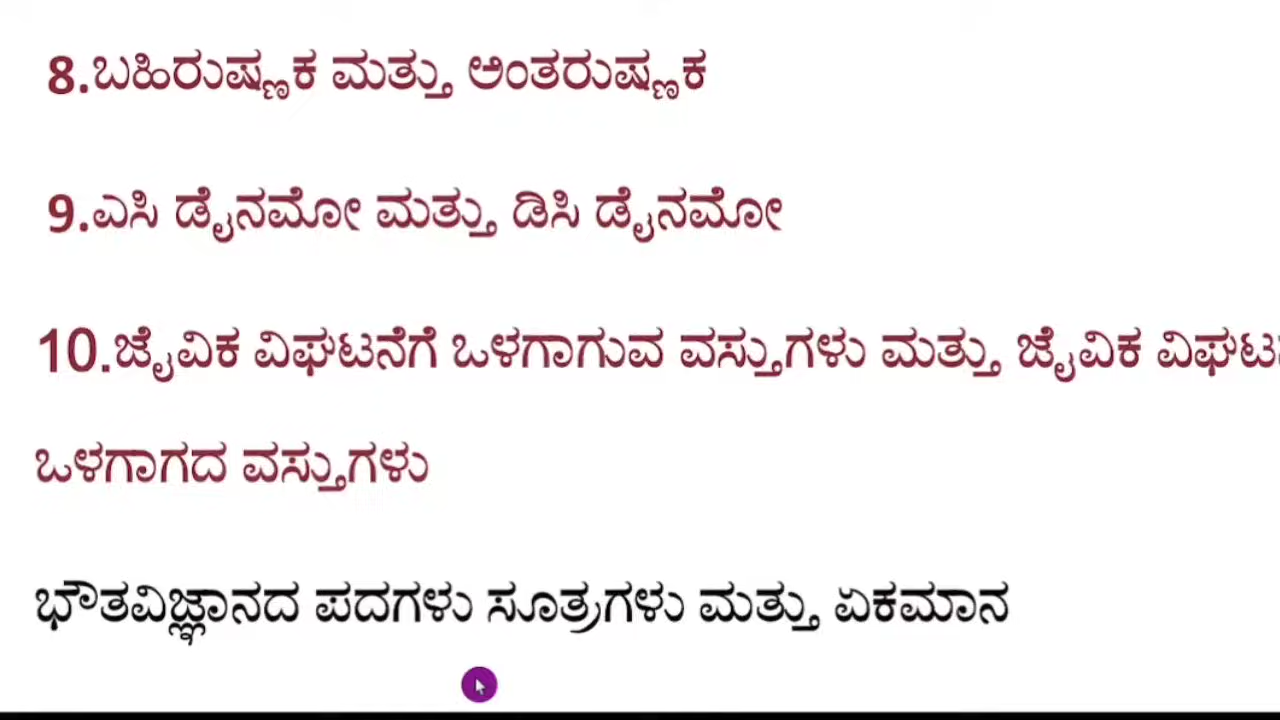 8.ಬಹಿರುಷ್ಣಕ ಮತ್ತು ಅಂತರುಷ್ಣಕ
9.ಎಸಿ ಡೈನಮೋ ಮತ್ತು ಡಿಸಿ ಡೈನಮೋ
10.ಜೈವಿಕ ವಿಘಟನೆಗೆ ಒಳಗಾಗುವ ವಸ್ತುಗಳು ಮತ್ತು ಜೈವಿಕ
ಒಳಗಾಗದ ವಸ್ತುಗಳು
ಭೌತವಿಜ್ಞಾನದ ಪದಗಳು ಸೂತ್ರಗಳು ಮತ್ತು ಏಕಮಾನ